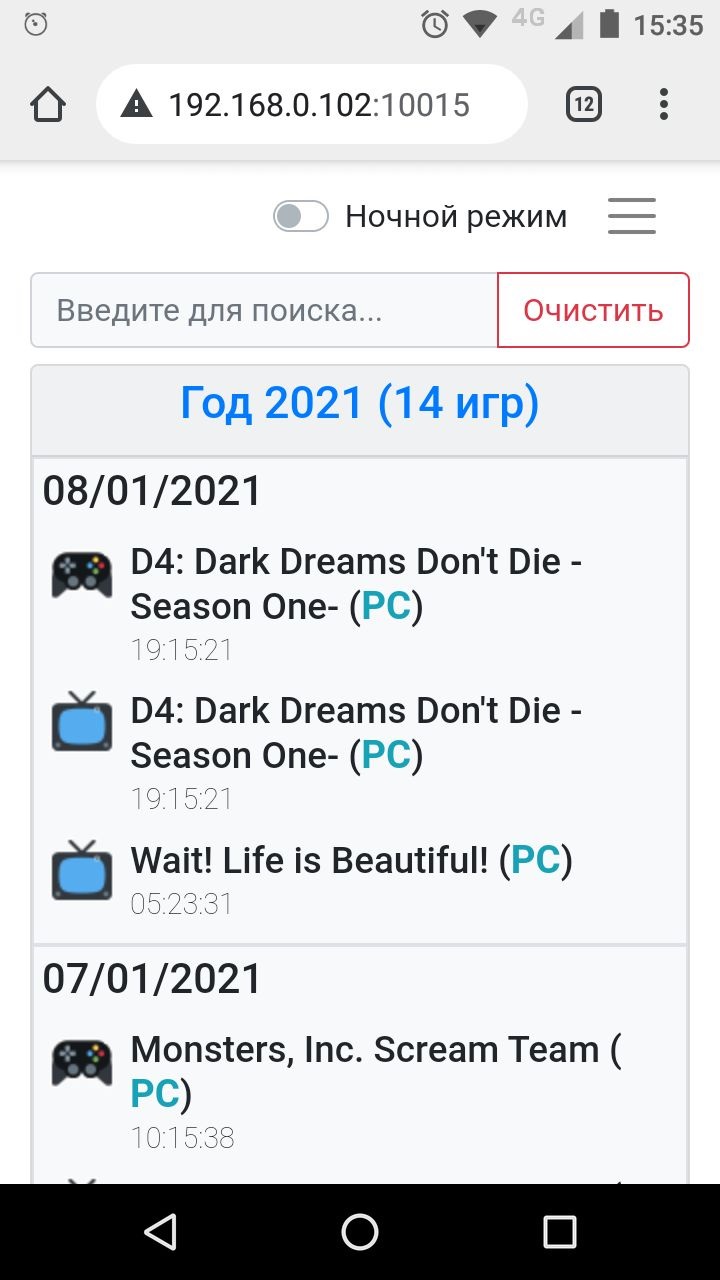 4G 15:35
192.168.0.102:10015
12
Ночной режим
Введите для поиска...
Очистить
Год 2021 (14 игр)
08/01/2021
D4: Dark Dreams Don't Die -
Season One- (PC)
19:15:21
D4: Dark Dreams Don't Die -
Season One- (PC)
19:15:21
Wait! Life is Beautiful! (PC)
05:23:31
07/01/2021
Monsters, Inc. Scream Team (
PC)
10:15:38